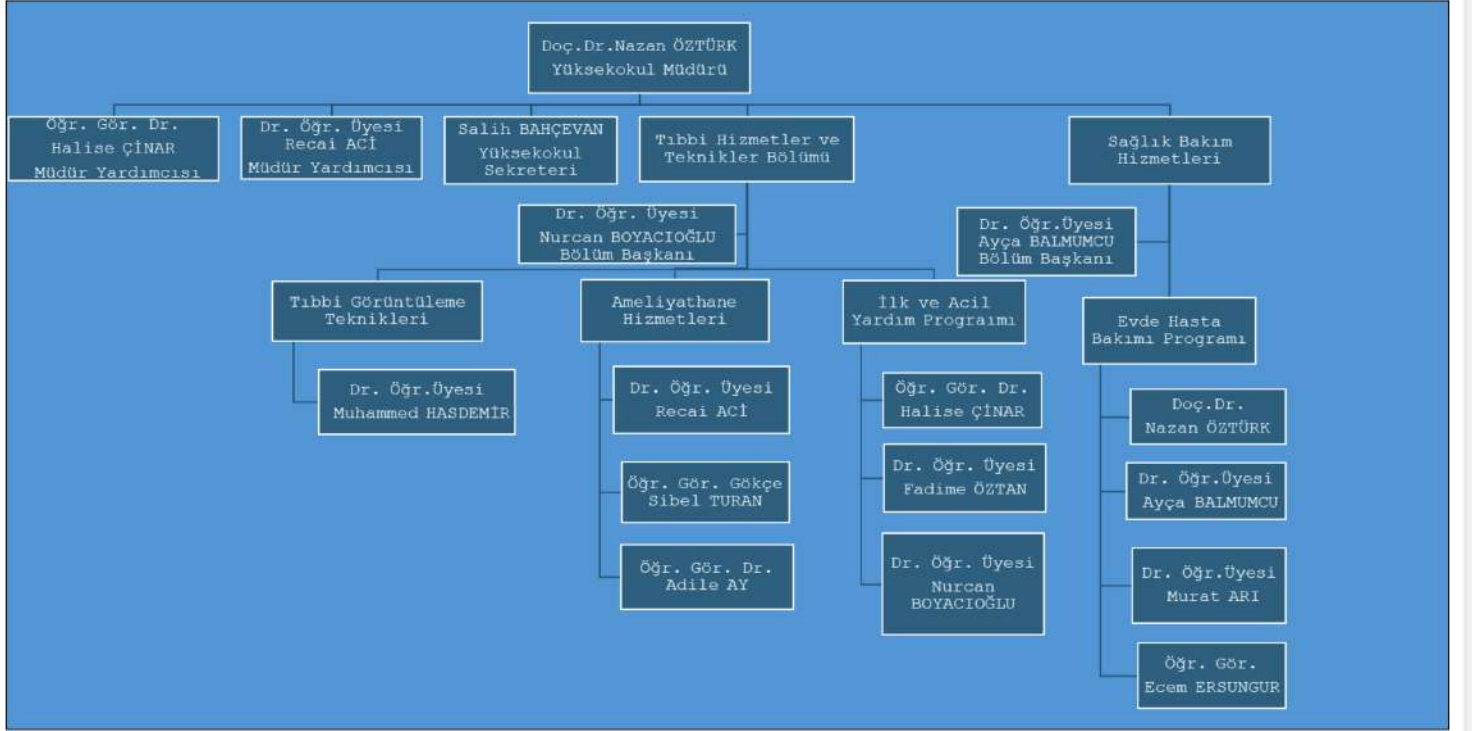 Doç.Dr.Nazan ÖZTÜRK
Yüksekokul Müdürü
Öğr. Gör. Dr.
Halise ÇİNAR
Müdür Yardımcısı
Dr. Öğr. Üyesi
Recai ACİ
Müdür Yardımcısı
Salih BAHÇEVAN
Yüksekokul
Sekreteri
Tıbbi Hizmetler ve
Teknikler Bölümü
Sağlık Bakım
Hizmetleri
Dr. Öğr. Üyesi
Nurcan BOYACIOĞLU
Bölüm Başkanı
Dr. Öğr.Üyesi
Ayça BALMUMCU
Bölüm Başkanı
Tıbbi Görüntüleme
Teknikleri
Ameliyathane
Hizmetleri
İlk ve Acil
Yardım Prograımı
Evde Hasta
Bakımı Programı
Dr. Öğr.Üyesi
Muhammed HASDEMİR
Dr. Öğr. Üyesi
Recai ACİ
Öğr. Gör. Gökçe
Sibel TURAN
Öğr. Gör. Dr.
Adile AY
Öğr. Gör. Dr.
Halise ÇİNAR
Dr. Öğr. Üyesi
Fadime ÖZTAN
Dr. Öğr. Üyesi
Nurcan
BOYACIOĞLU
Doç.Dr.
Nazan ÖZTÜRK
Dr. Öğr.Üyesi
Ayça BALMUMCU
Dr. Öğr.Üyesi
Murat ARI
Öğr. Gör.
Ecem ERSUNGUR